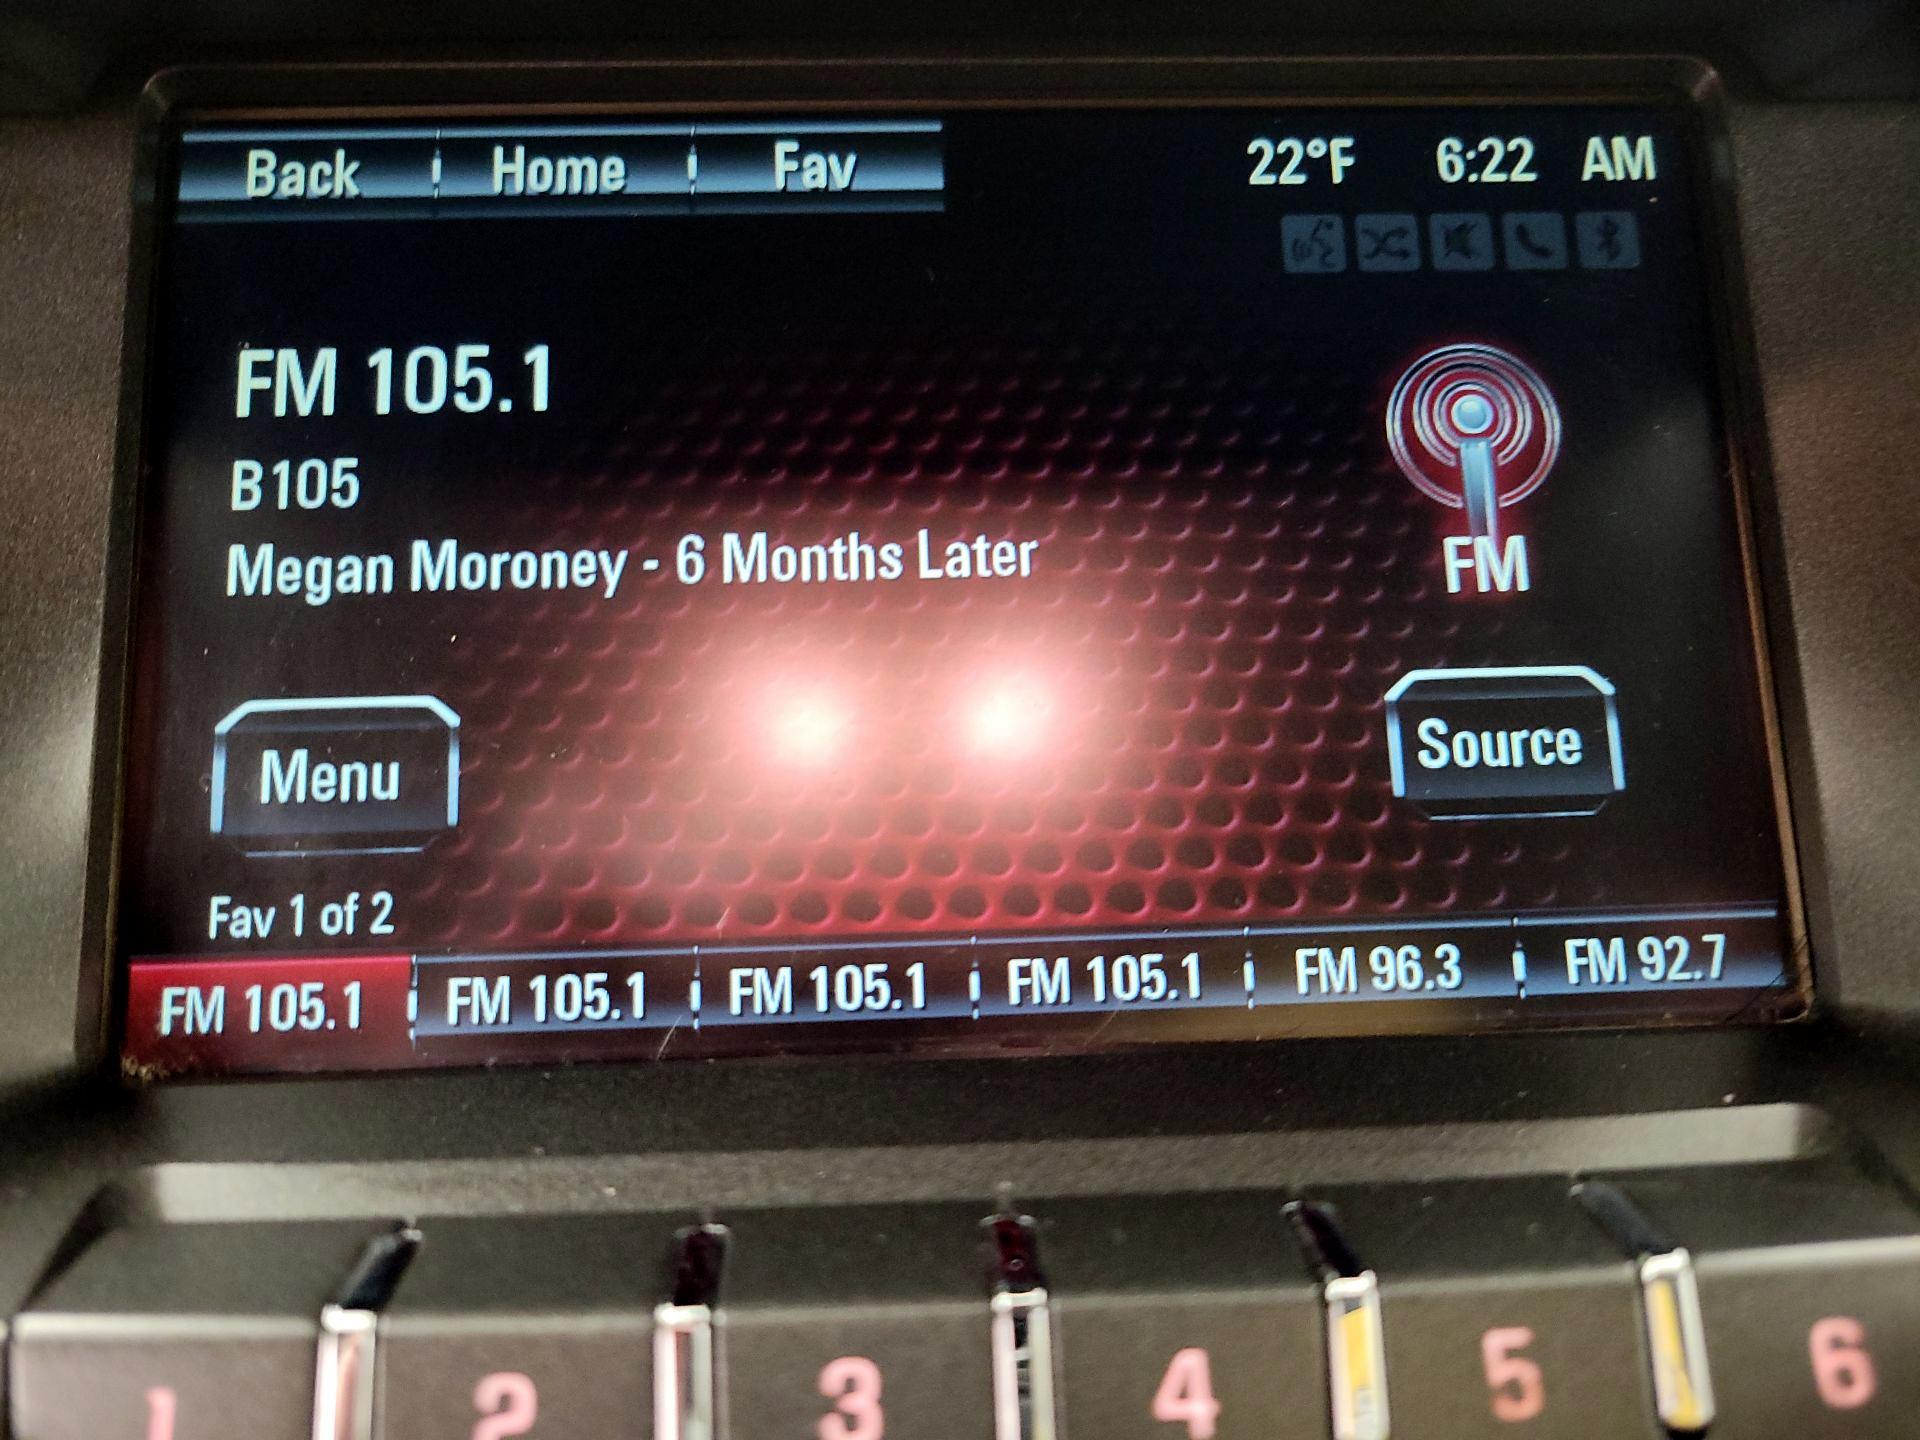 Back Home Fav 22°F 6:22 AM
FM 105.1
B105
Megan Moroney - 6 Months Later
FM
Menu
Source
Fav 1 of 2
FM 105.1 FM 105.1 FM 105.1 FM 105.1 FM 96.3 FM 92.7
1 2 3 4 5 6